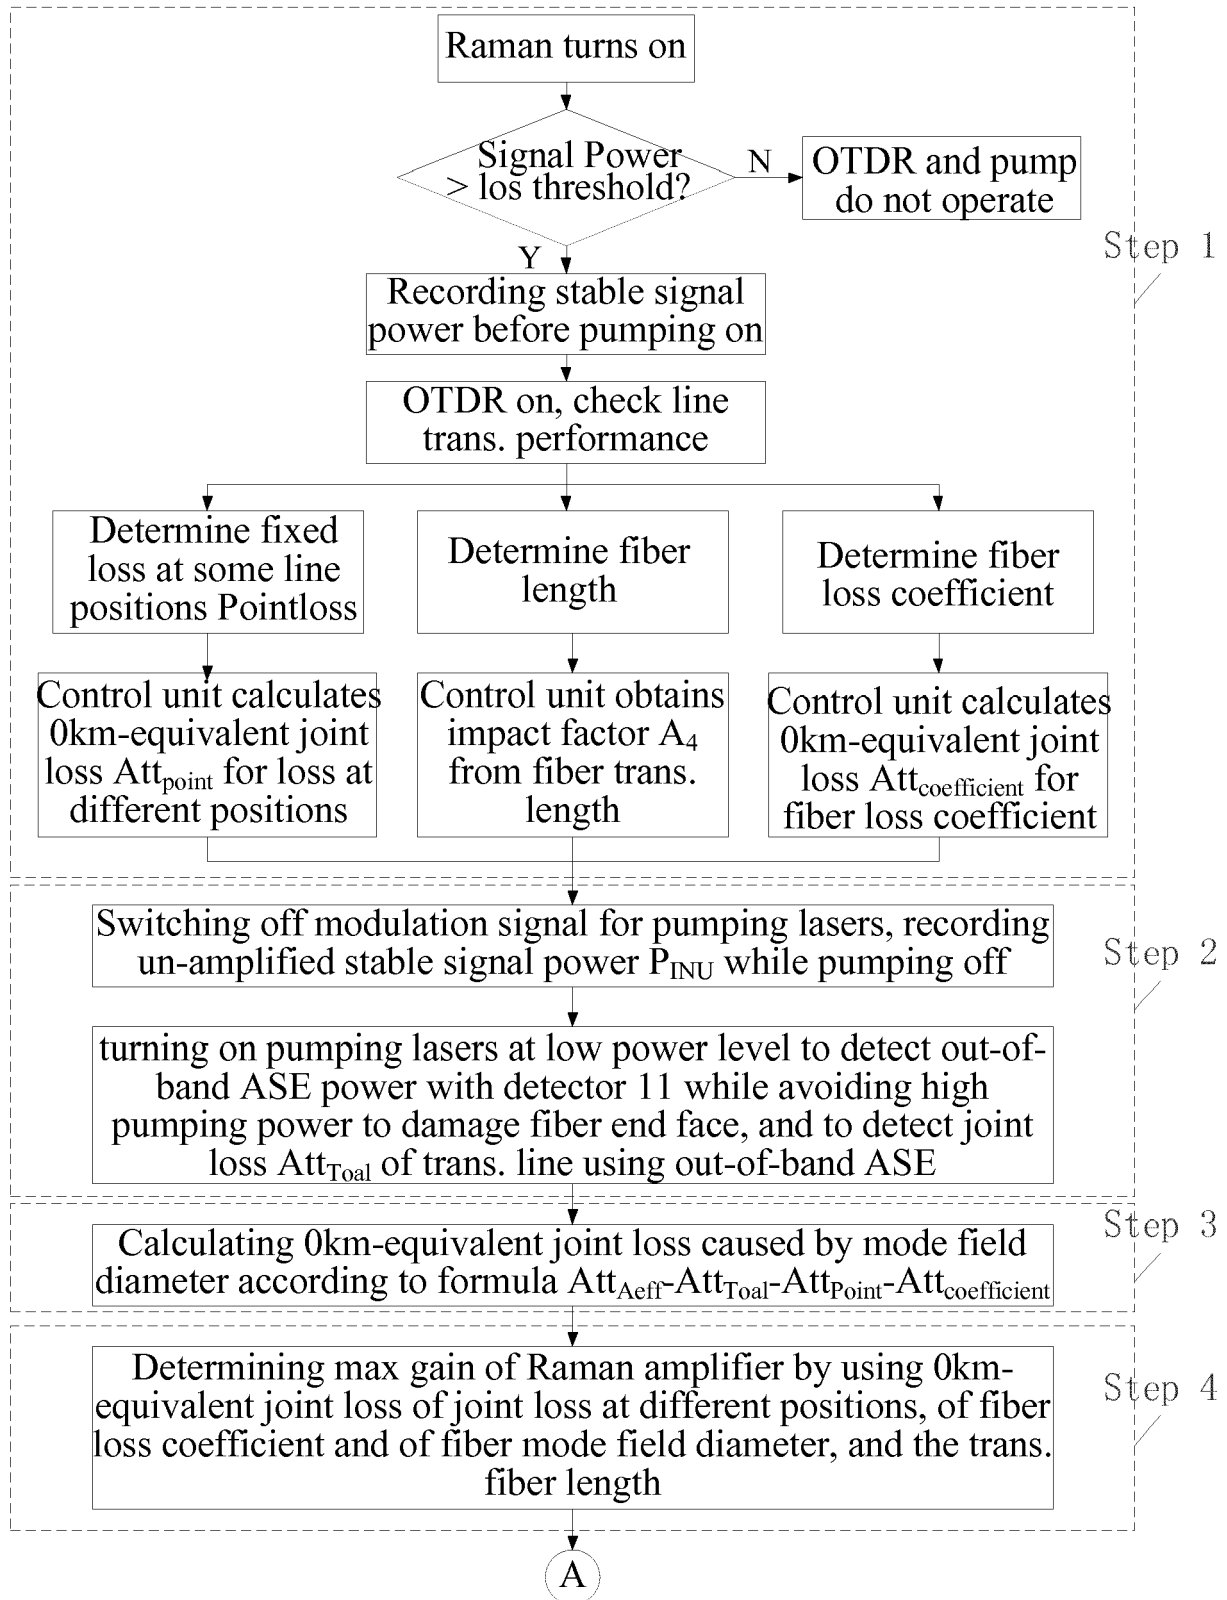 Raman turns on
Signal Power
> los threshold?
N
OTDR and pump
do not operate
Step 1
Y
Recording stable signal
power before pumping on
OTDR on, check line
trans. performance
Determine fixed
loss at some line
positions Pointloss
Determine fiber
length
Determine fiber
loss coefficient
Control unit calculates
0km-equivalent joint
loss Attpoint for loss at
different positions
Control unit obtains
impact factor A4
from fiber trans.
length
Control unit calculates
0km-equivalent joint
loss Attcoefficient for
fiber loss coefficient
Switching off modulation signal for pumping lasers, recording
un-amplified stable signal power PINU while pumping off
Step 2
turning on pumping lasers at low power level to detect out-of-
band ASE power with detector 11 while avoiding high
pumping power to damage fiber end face, and to detect joint
loss AttToal of trans. line using out-of-band ASE
Step 3
Calculating 0km-equivalent joint loss caused by mode field
diameter according to formula AttAeff-AttToal-AttPoint-Attcoefficient
Determining max gain of Raman amplifier by using 0km-
equivalent joint loss of joint loss at different positions, of fiber
loss coefficient and of fiber mode field diameter, and the trans.
fiber length
Step 4
A